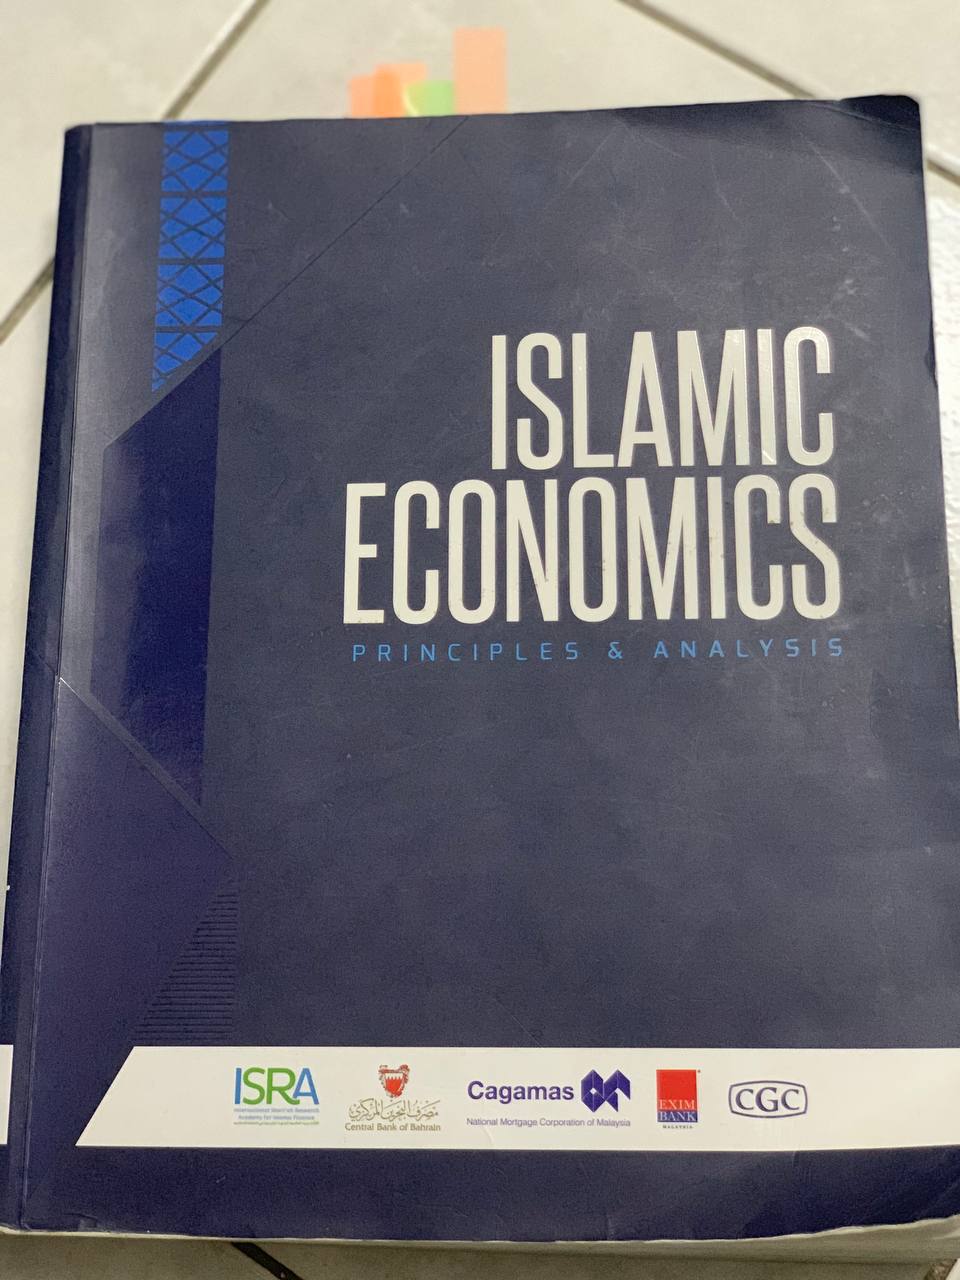 ISLAMIC
ECONOMICS
PRINCIPLES & ANALYSIS
ISRA
International Shari'ah Research
Academy for Islamic Finance
مصرف البحرين المركزي
Central Bank of Bahrain
Cagamas
National Mortgage Corporation of Malaysia
EXIM
BANK
MALAYSIA
CGC